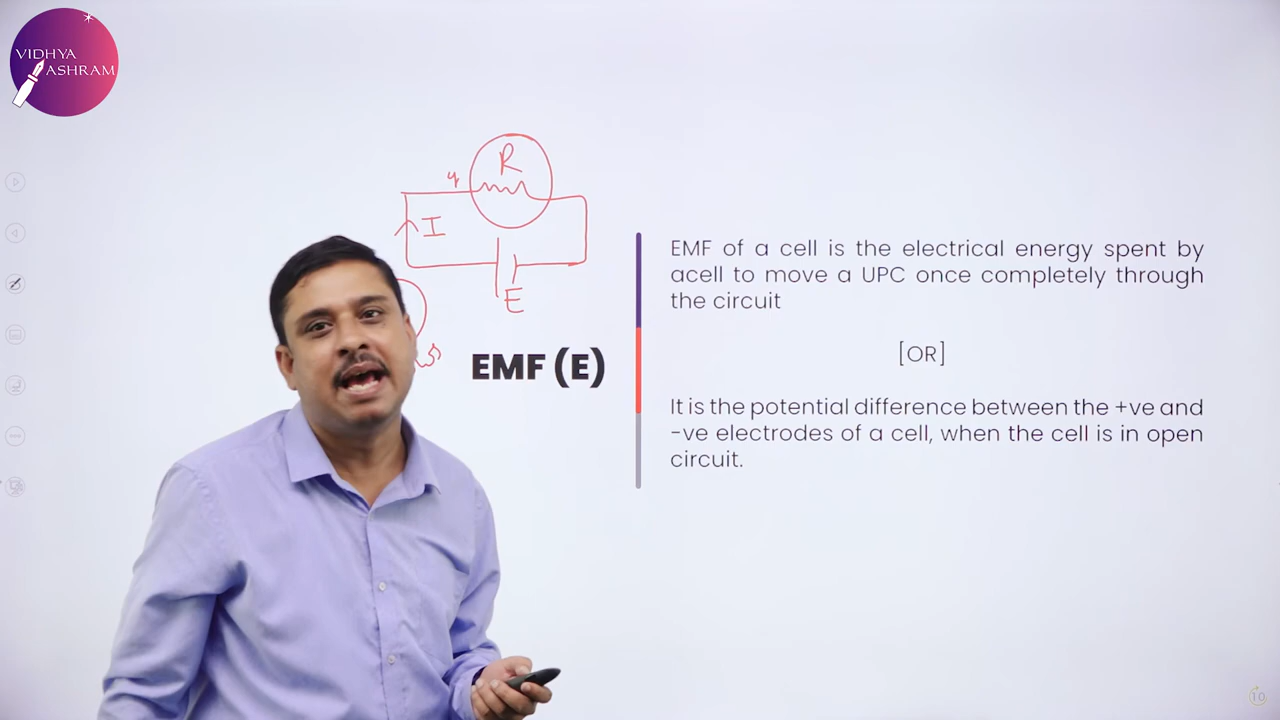 VIDHYA
ASHRAM
R
I
E
EMF (E)
EMF of a cell is the electrical energy spent by
acell to move a UPC once completely through
the circuit
[OR]
It is the potential difference between the +ve and
-ve electrodes of a cell, when the cell is in open
circuit.
10